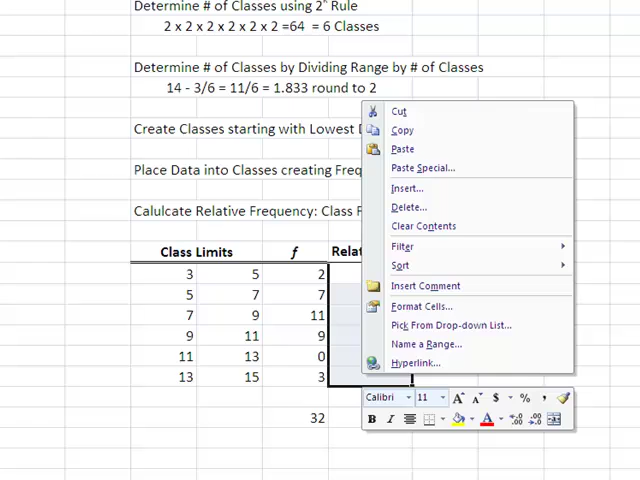 Determine # of Classes using 2ⁿ Rule
2 x 2 x 2 x 2 x 2 x 2 =64 = 6 Classes
Determine # of Classes by Dividing Range by # of Classes
14 - 3/6 = 11/6 = 1.833 round to 2
Create Classes starting with Lowest
Place Data into Classes creating
Calulcate Relative Frequency: Class
Class Limits f
3 5 2
5 7 7
7 9 11
9 11 9
11 13 0
13 15 3
32
Cut
Copy
Paste
Paste Special...
Insert...
Delete...
Clear Contents
Filter
Sort
Insert Comment
Format Cells...
Pick From Drop-down List...
Name a Range...
Hyperlink...
Calibri 11 A A $ % ,
B I A